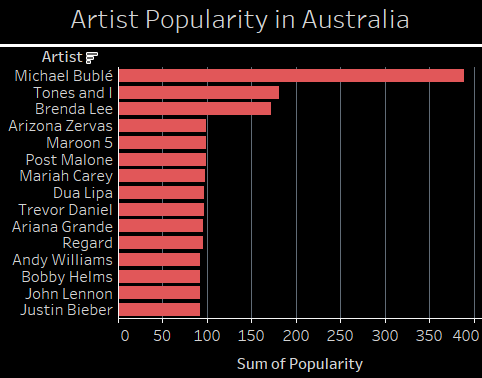 Artist Popularity in Australia
Artist
Michael Bublé
Tones and I
Brenda Lee
Arizona Zervas
Maroon 5
Post Malone
Mariah Carey
Dua Lipa
Trevor Daniel
Ariana Grande
Regard
Andy Williams
Bobby Helms
John Lennon
Justin Bieber
0 50 100 150 200 250 300 350 400
Sum of Popularity